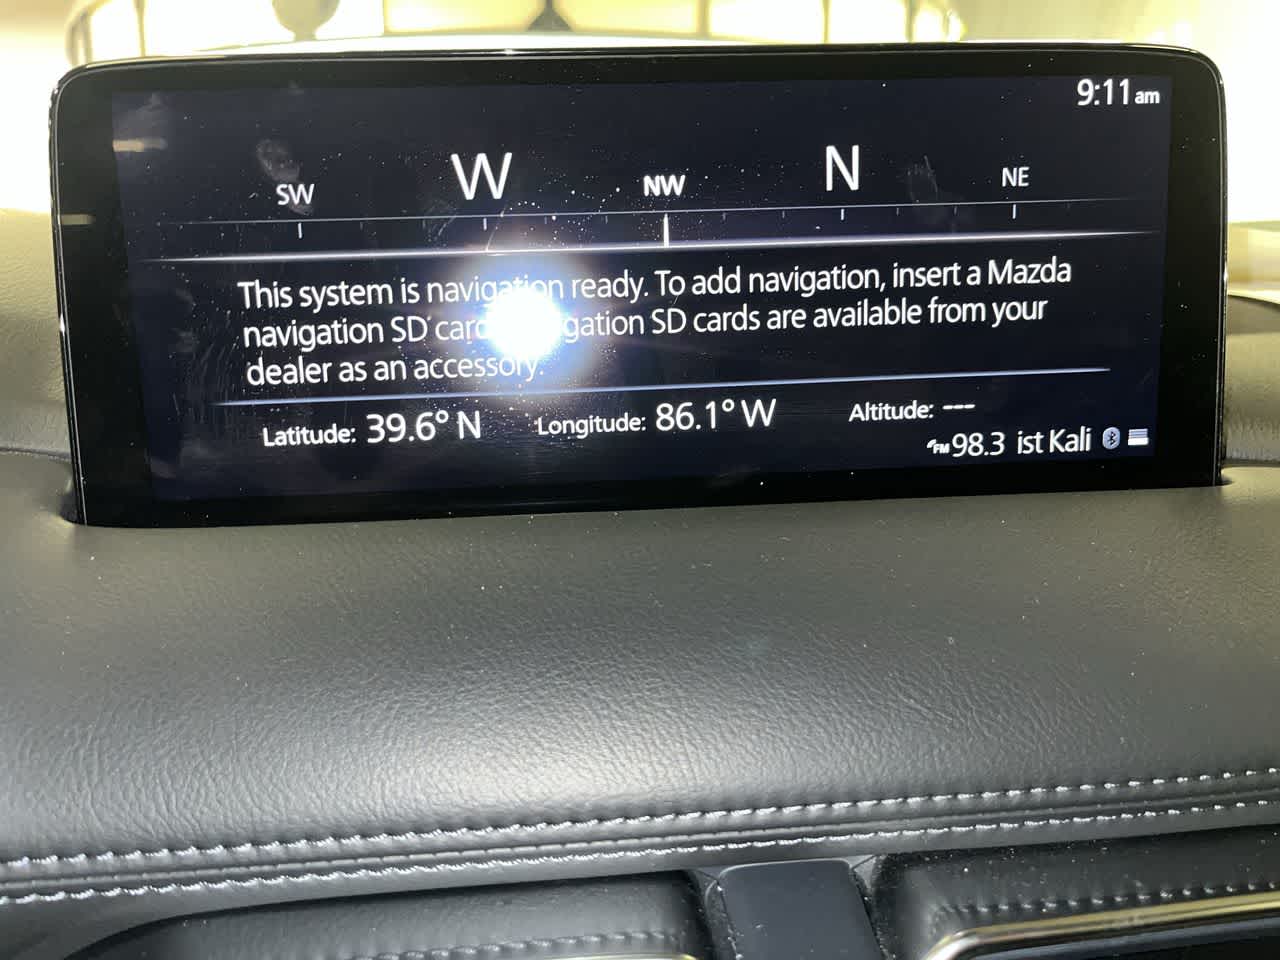 9:11 am
SW W NW N NE
This system is navigation ready. To add navigation, insert a Mazda
navigation SD card gation SD cards are available from your
dealer as an accessory.
Latitude: 39.6° N Longitude: 86.1° W Altitude: ---
FM 98.3 ist Kali